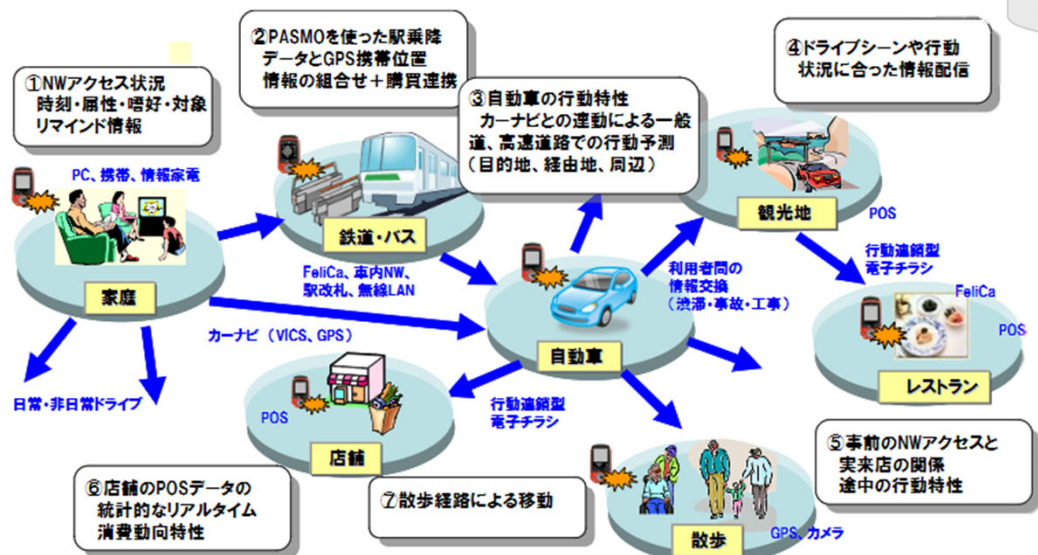 ①NWアクセス状況
時刻・属性・嗜好・対象
リマインド情報
②PASMOを使った駅乗降
データとGPS携帯位置
情報の組合せ＋購買連携
③自動車の行動特性
カーナビとの連動による一般
道、高速道路での行動予測
（目的地、経由地、周辺）
④ドライブシーンや行動
状況に合った情報配信
PC、携帯、情報家電
家庭
鉄道・バス
FeliCa、車内NW、
駅改札、無線LAN
観光地
POS
利用者間の
情報交換
（渋滞・事故・工事）
行動連鎖型
電子チラシ
FeliCa
POS
レストラン
カーナビ （VICS、GPS）
自動車
日常・非日常ドライブ
POS
店舗
行動連鎖型
電子チラシ
⑤事前のNWアクセスと
実来店の関係
途中の行動特性
⑥店舗のPOSデータの
統計的なリアルタイム
消費動向特性
⑦散歩経路による移動
散歩
GPS、カメラ